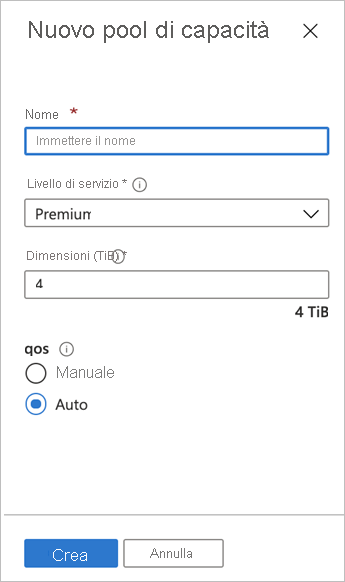 Nuovo pool di capacità
Nome *
Immettere il nome
Livello di servizio *
Premium
Dimensioni (TiB) *
4
4 TiB
qos
Manuale
Auto
Crea
Annulla